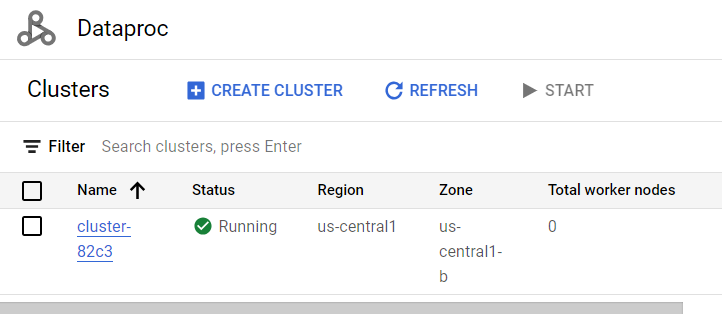 Dataproc
Clusters CREATE CLUSTER REFRESH START
Filter Search clusters, press Enter
Name Status Region Zone Total worker nodes
cluster- Running us-central1 us- 0
82c3 central1-
b